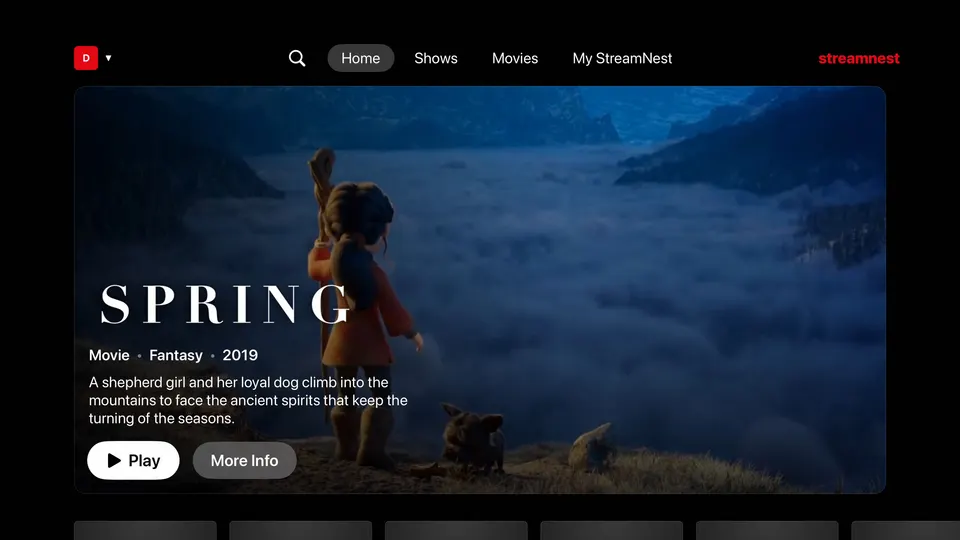 D
Home
Shows
Movies
My StreamNest
streamnest
SPRING
Movie • Fantasy • 2019
A shepherd girl and her loyal dog climb into the
mountains to face the ancient spirits that keep the
turning of the seasons.
Play
More Info